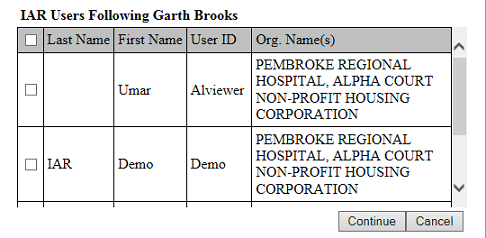 IAR Users Following Garth Brooks
Last Name First Name User ID Org. Name(s)
Umar Alviewer PEMBROKE REGIONAL
HOSPITAL, ALPHA COURT
NON-PROFIT HOUSING
CORPORATION
IAR Demo Demo PEMBROKE REGIONAL
HOSPITAL, ALPHA COURT
NON-PROFIT HOUSING
CORPORATION
Continue Cancel